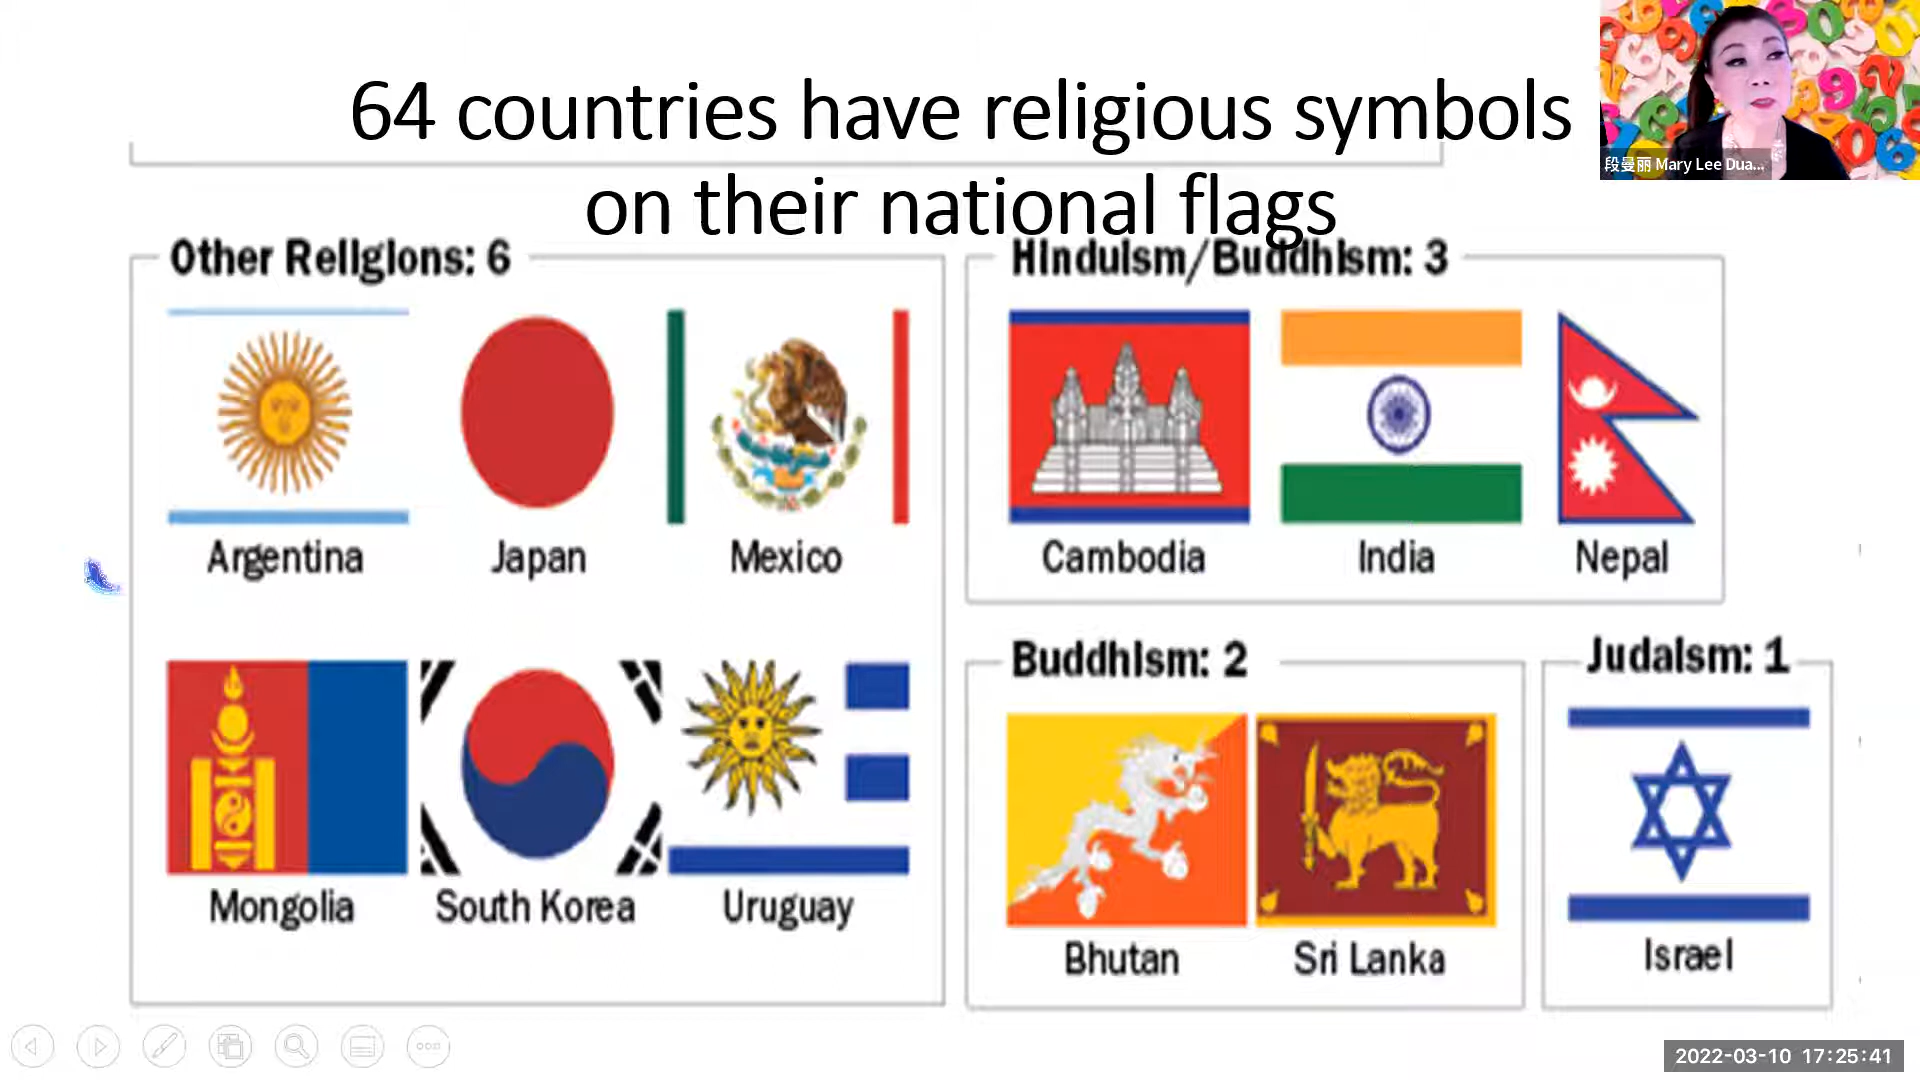 64 countries have religious symbols
on their national flags
段曼丽 Mary Lee Dua...
Other Religions: 6
Argentina
Japan
Mexico
Mongolia
South Korea
Uruguay
Hinduism/Buddhism: 3
Cambodia
India
Nepal
Buddhism: 2
Bhutan
Sri Lanka
Judaism: 1
Israel
2022-03-10 17:25:41